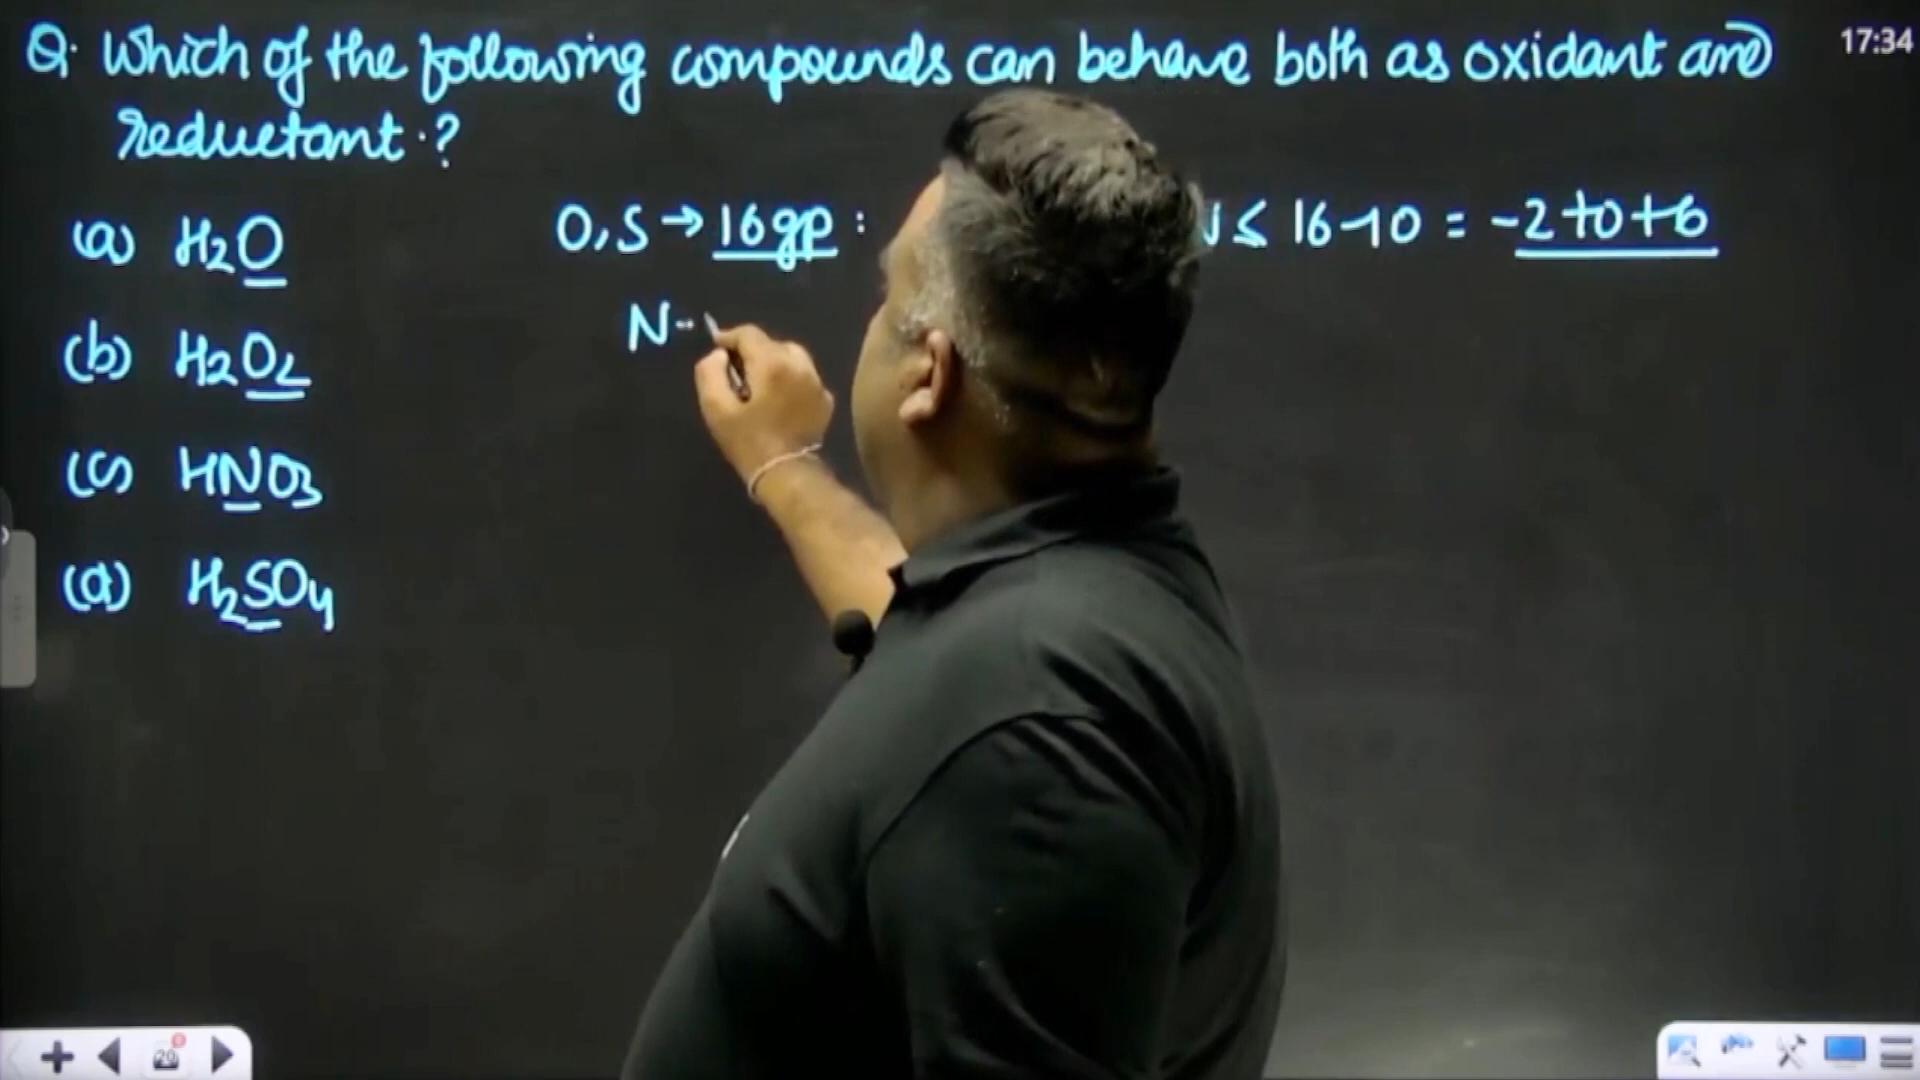 Q. Which of the following compounds can behave both as oxidant and
reductant ?
17:34
(a) H2O
O,S → 16gp :
≤ 16-10 = -2 to +6
N
(b) H2O2
(c) HNO3
(d) H2SO4
20